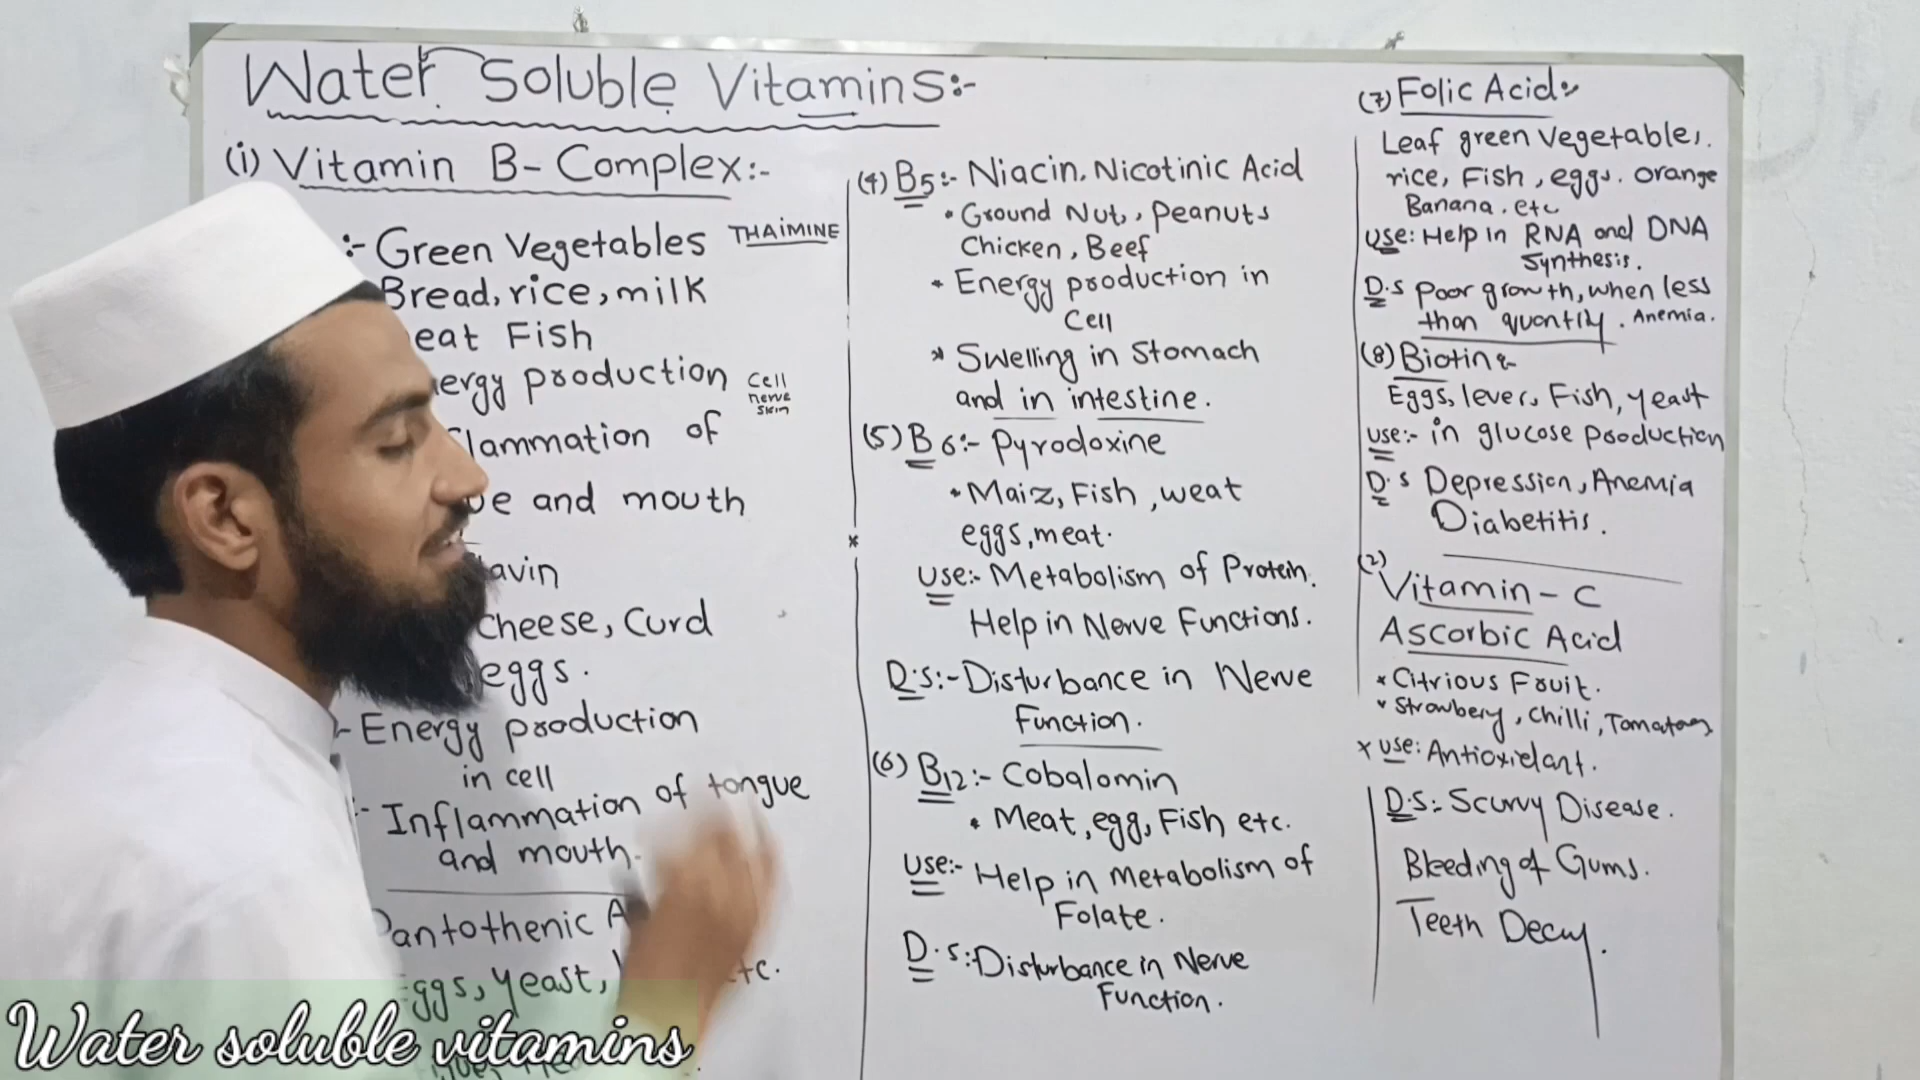 Water Soluble Vitamins:-
(i) Vitamin B-Complex:-
:- Green Vegetables THAIMINE
Bread, rice, milk
eat Fish
ergy production Cell
nerve
skin
lammation of
ue and mouth
avin
Cheese, Curd
eggs.
- Energy production
in cell
:- Inflammation of tongue
and mouth.
Pantothenic A
Eggs, yeast, etc.
(4) B5:- Niacin. Nicotinic Acid
• Ground Nut, Peanuts
Chicken, Beef
* Energy production in
Cell
* Swelling in Stomach
and in intestine.
(5) B6:- Pyrodoxine
• Maiz, Fish, weat
eggs, meat.
*
Use:- Metabolism of Protein.
Help in Nerve Functions.
D.S:- Disturbance in Nerve
Function.
(6) B12:- Cobalomin
• Meat, egg, Fish etc.
Use:- Help in Metabolism of
Folate.
D.S: Disturbance in Nerve
Function.
(7) Folic Acid:
Leaf green Vegetables.
rice, Fish, eggs. orange
Banana. etc
Use: Help in RNA and DNA
Synthesis.
D.S Poor growth, when less
than quantity. Anemia.
(8) Biotin:-
Eggs, lever, Fish, yeast
use:- in glucose production
D.S Depression, Anemia
Diabetitis.
(2)
Vitamin-C
Ascorbic Acid
* Citrious Fruit.
* Strawbery, Chilli, Tomatoes
* use: Antioxidant.
D.S: Scurvy Disease.
Bleeding of Gums.
Teeth Decay.
Water soluble vitamins